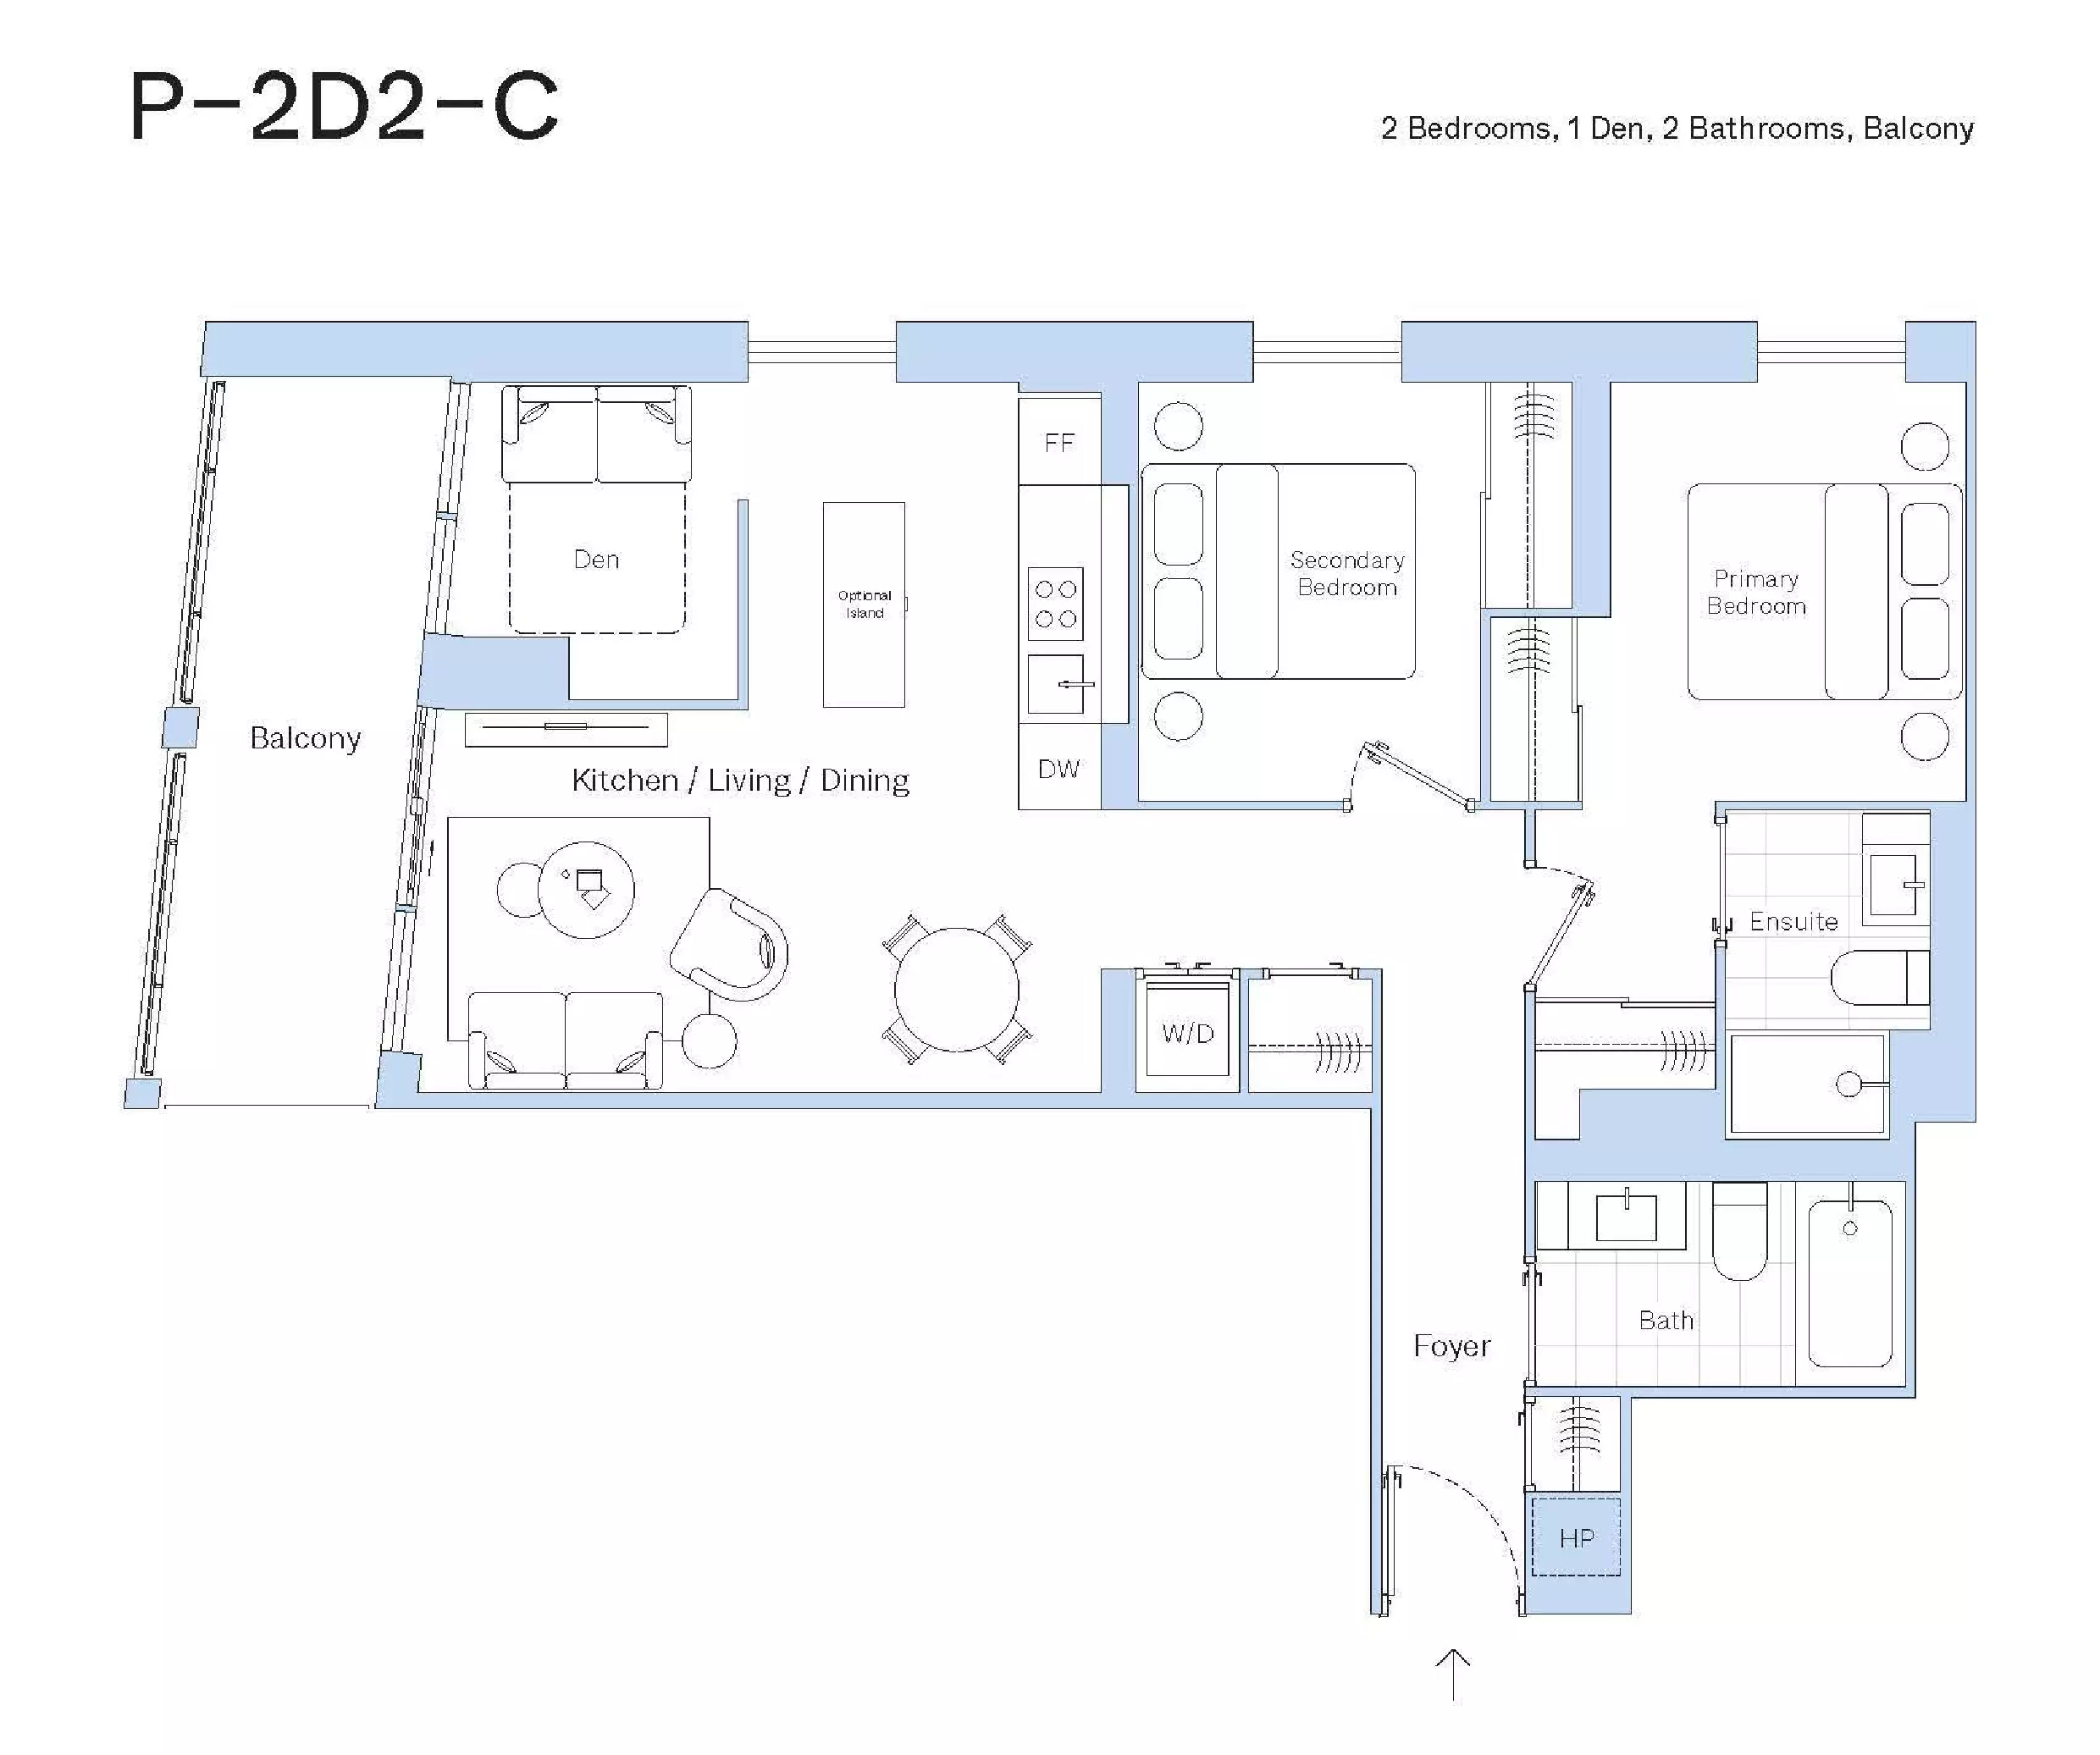 P–2D2–C
2 Bedrooms, 1 Den, 2 Bathrooms, Balcony
FF
Den
Secondary
Bedroom
Primary
Bedroom
Optional
Island
Balcony
Kitchen / Living / Dining
DW
Ensuite
W/D
Bath
Foyer
HP